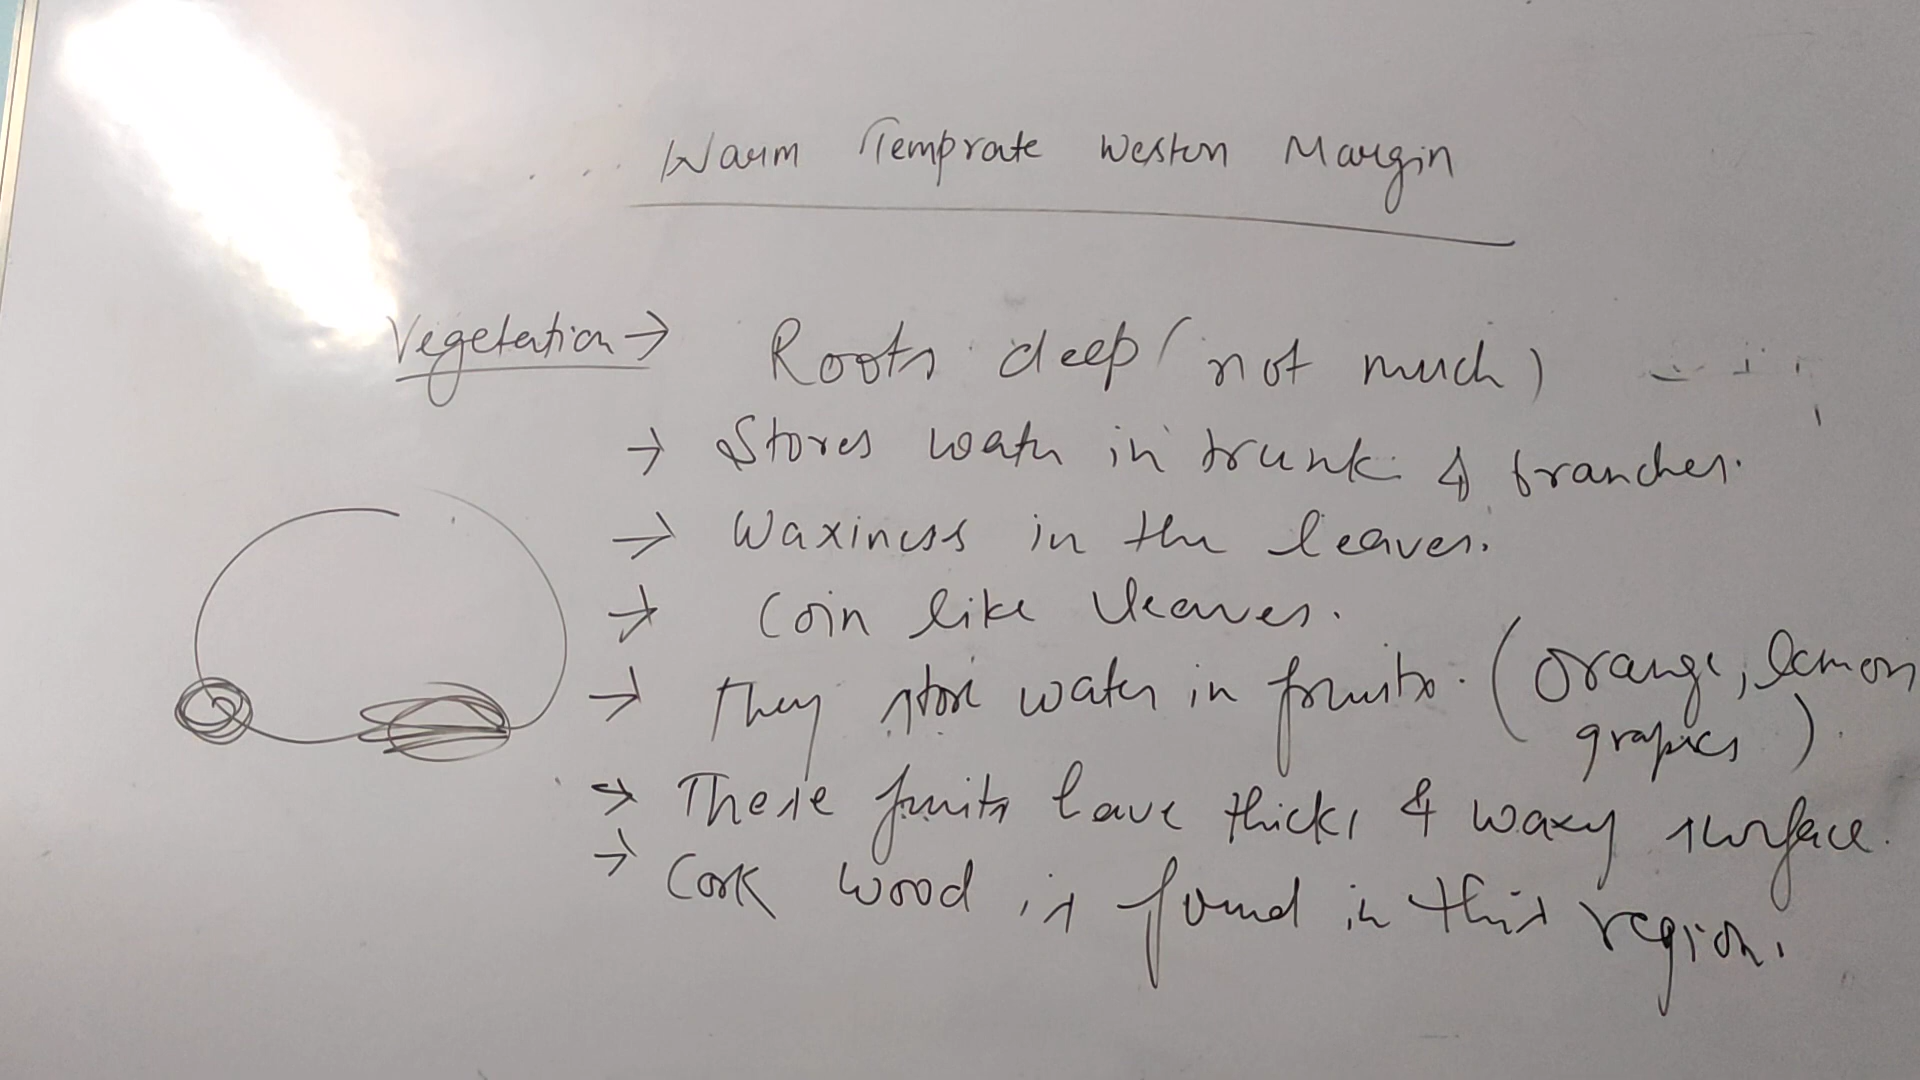 Warm Temprate Western Margin
Vegetation → Roots deep (not much)
→ Stores water in trunk & branches.
→ Waxiness in the leaves.
→ Coin like leaves.
→ They store water in fruits. (Orange, lemon
grapes).
→ These fruits have thick & waxy surface.
→ Cork wood is found in this region.